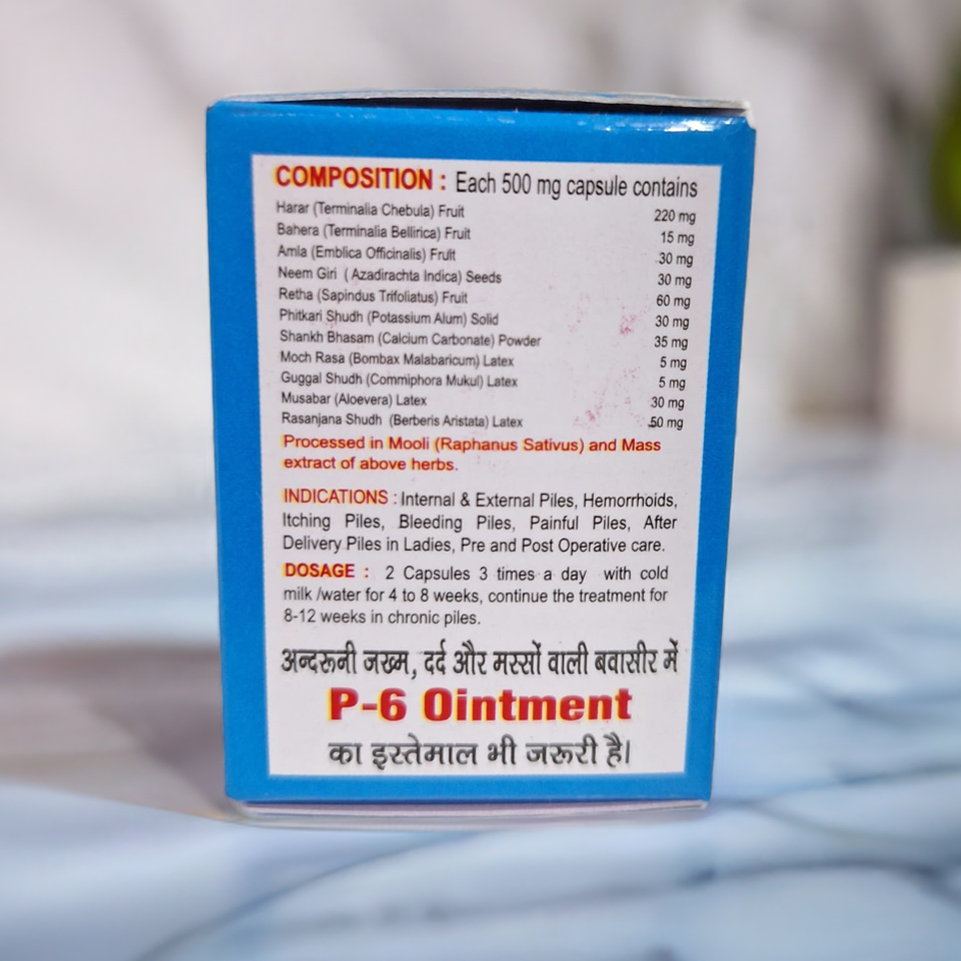 COMPOSITION : Each 500 mg capsule contains
Harar (Terminalia Chebula) Fruit 220 mg
Bahera (Terminalia Bellirica) Fruit 15 mg
Amla (Emblica Officinalis) Fruit 30 mg
Neem Giri ( Azadirachta Indica) Seeds 30 mg
Retha (Sapindus Trifoliatus) Fruit 60 mg
Phitkari Shudh (Potassium Alum) Solid 30 mg
Shankh Bhasam (Calcium Carbonate) Powder 35 mg
Moch Rasa (Bombax Malabaricum) Latex 5 mg
Guggal Shudh (Commiphora Mukul) Latex 5 mg
Musabar (Aloevera) Latex 30 mg
Rasanjana Shudh (Berberis Aristata) Latex 50 mg
Processed in Mooli (Raphanus Sativus) and Mass
extract of above herbs.
INDICATIONS : Internal & External Piles, Hemorrhoids,
Itching Piles, Bleeding Piles, Painful Piles, After
Delivery Piles in Ladies, Pre and Post Operative care.
DOSAGE : 2 Capsules 3 times a day with cold
milk /water for 4 to 8 weeks, continue the treatment for
8-12 weeks in chronic piles.
अन्दरूनी जख्म, दर्द और मस्सों वाली बवासीर में
P-6 Ointment
का इस्तेमाल भी जरूरी है।